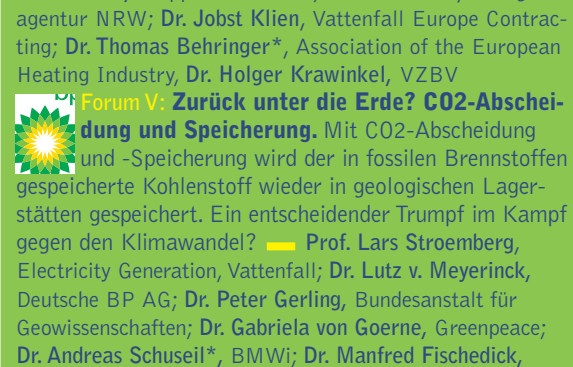 agentur NRW; Dr. Jobst Klien, Vattenfall Europe Contrac-
ting; Dr. Thomas Behringer*, Association of the European
Heating Industry, Dr. Holger Krawinkel, VZBV
bp
Forum V: Zurück unter die Erde? CO2-Abschei-
dung und Speicherung. Mit CO2-Abscheidung
und -Speicherung wird der in fossilen Brennstoffen
gespeicherte Kohlenstoff wieder in geologischen Lager-
stätten gespeichert. Ein entscheidender Trumpf im Kampf
gegen den Klimawandel? Prof. Lars Stroemberg,
Electricity Generation, Vattenfall; Dr. Lutz v. Meyerinck,
Deutsche BP AG; Dr. Peter Gerling, Bundesanstalt für
Geowissenschaften; Dr. Gabriela von Goerne, Greenpeace;
Dr. Andreas Schuseil*, BMWi; Dr. Manfred Fischedick,